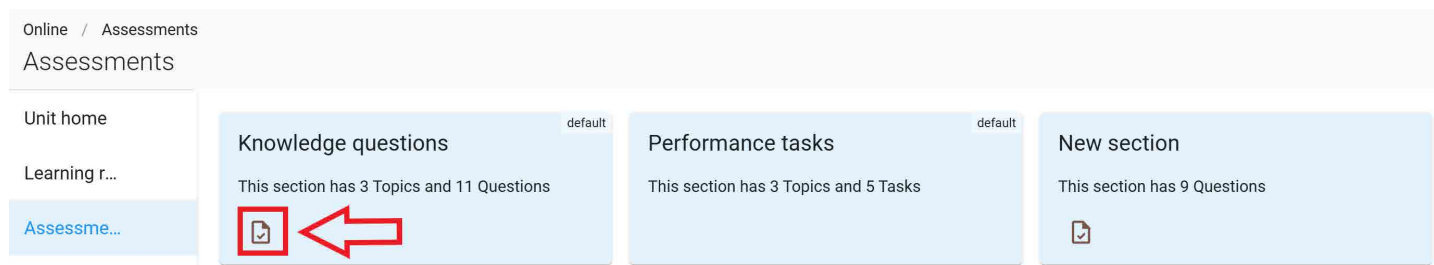 Online / Assessments
Assessments
Unit home
Learning r...
Assessme...
default
Knowledge questions
This section has 3 Topics and 11 Questions
default
Performance tasks
This section has 3 Topics and 5 Tasks
New section
This section has 9 Questions